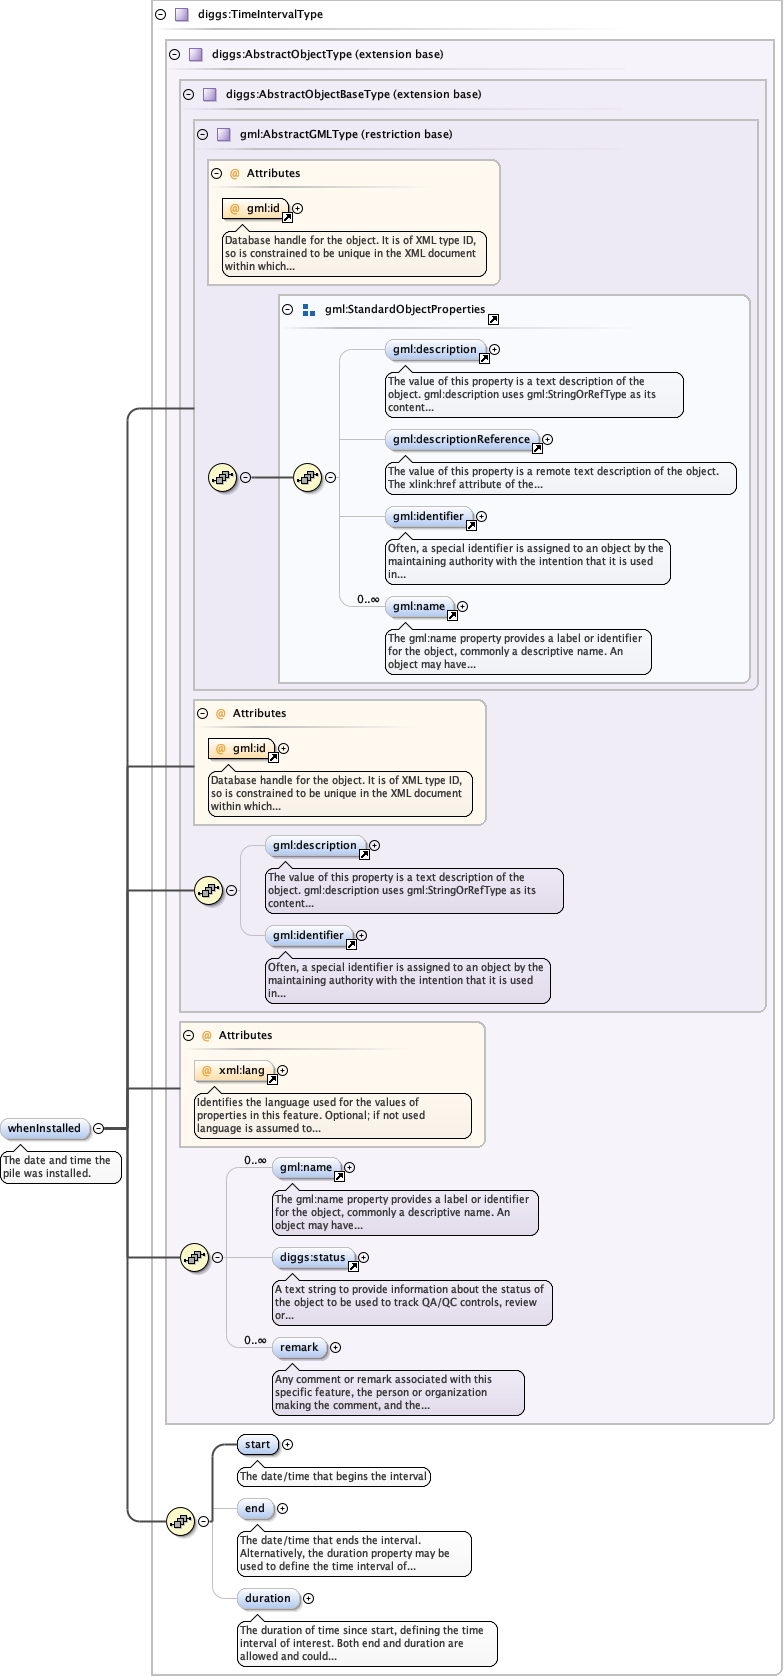 diggs:TimeIntervalType
diggs:AbstractObjectType (extension base)
diggs:AbstractObjectBaseType (extension base)
gml:AbstractGMLType (restriction base)
@ Attributes
@ gml:id
Database handle for the object. It is of XML type ID,
so is constrained to be unique in the XML document
within which...
gml:StandardObjectProperties
gml:description
The value of this property is a text description of the
object. gml:description uses gml:StringOrRefType as its
content...
gml:descriptionReference
The value of this property is a remote text description of the object.
The xlink:href attribute of the...
gml:identifier
Often, a special identifier is assigned to an object by the
maintaining authority with the intention that it is used
in...
0..∞
gml:name
The gml:name property provides a label or identifier
for the object, commonly a descriptive name. An
object may have...
@ Attributes
@ gml:id
Database handle for the object. It is of XML type ID,
so is constrained to be unique in the XML document
within which...
gml:description
The value of this property is a text description of the
object. gml:description uses gml:StringOrRefType as its
content...
gml:identifier
Often, a special identifier is assigned to an object by the
maintaining authority with the intention that it is used
in...
@ Attributes
@ xml:lang
Identifies the language used for the values of
properties in this feature. Optional; if not used
language is assumed to...
whenInstalled
The date and time the
pile was installed.
0..∞
gml:name
The gml:name property provides a label or identifier
for the object, commonly a descriptive name. An
object may have...
diggs:status
A text string to provide information about the status of
the object to be used to track QA/QC controls, review
or...
0..∞
remark
Any comment or remark associated with this
specific feature, the person or organization
making the comment, and the...
start
The date/time that begins the interval
end
The date/time that ends the interval.
Alternatively, the duration property may be
used to define the time interval of...
duration
The duration of time since start, defining the time
interval of interest. Both end and duration are
allowed and could...